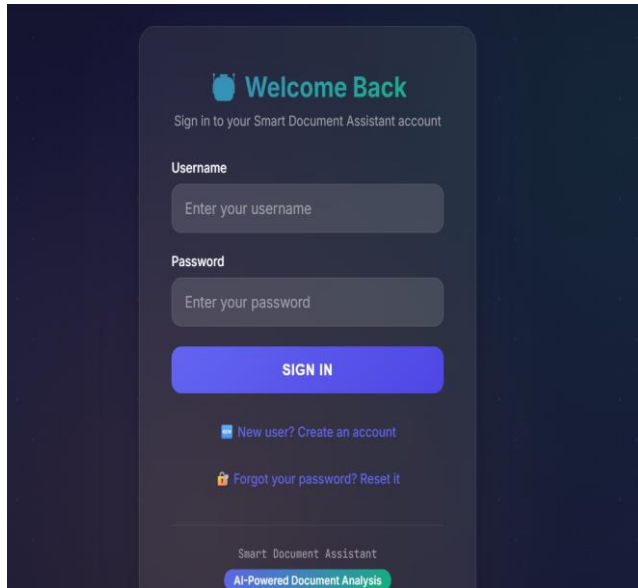 Welcome Back
Sign in to your Smart Document Assistant account
Username
Enter your username
Password
Enter your password
SIGN IN
New user? Create an account
Forgot your password? Reset it
Smart Document Assistant
AI-Powered Document Analysis